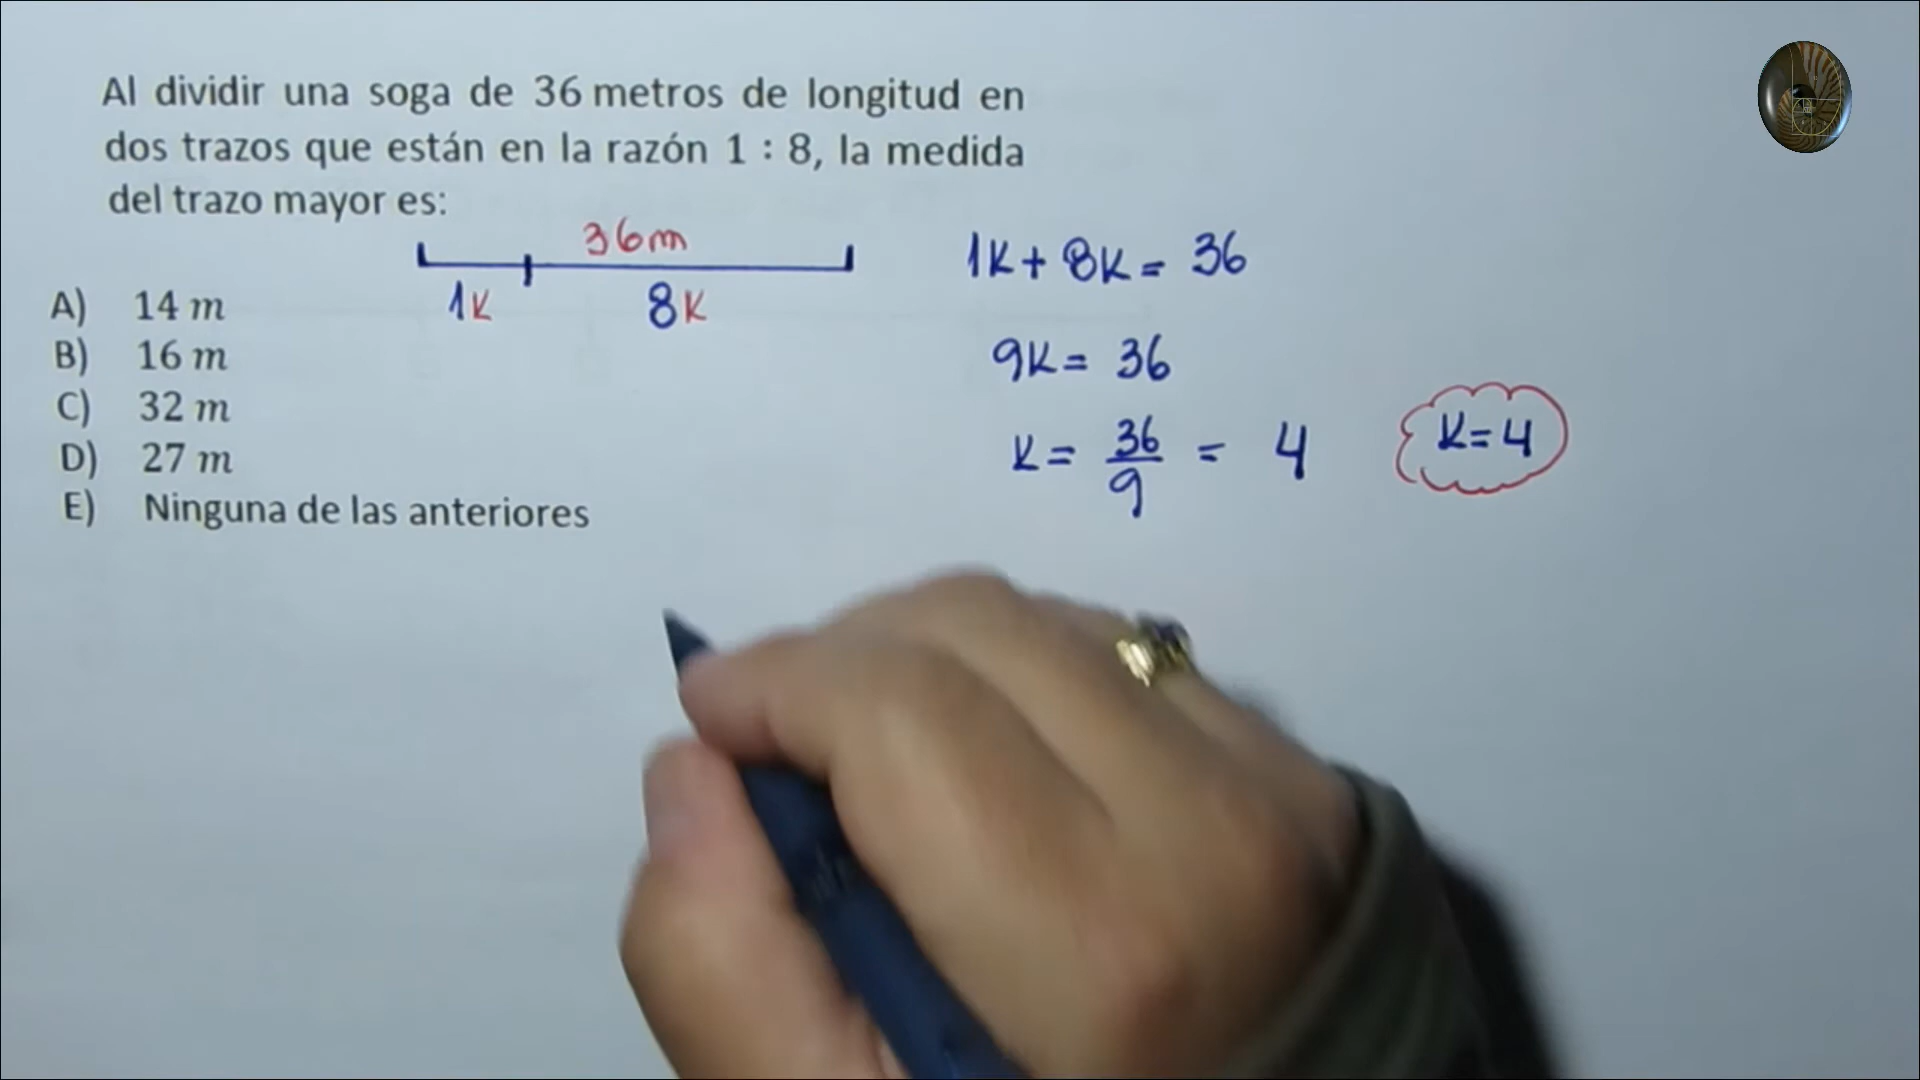 Al dividir una soga de 36 metros de longitud en
dos trazos que están en la razón 1 : 8, la medida
del trazo mayor es:
36m
1k 8k
A) 14 m
B) 16 m
C) 32 m
D) 27 m
E) Ninguna de las anteriores
1k + 8k = 36
9k = 36
k = 36/9 = 4
k = 4